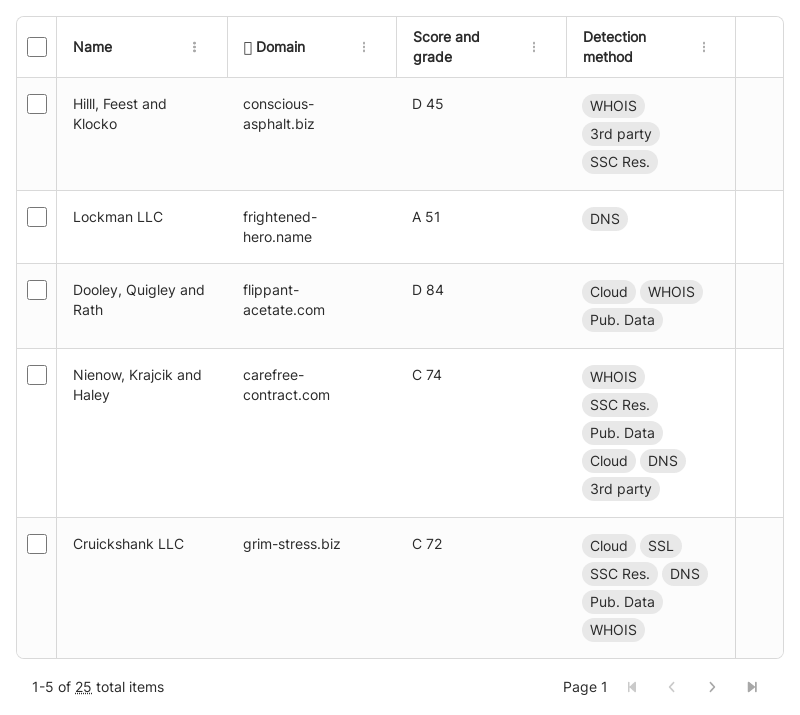 Name
Domain
Score and
grade
Detection
method
Hilll, Feest and
Klocko
conscious-
asphalt.biz
D 45
WHOIS
3rd party
SSC Res.
Lockman LLC
frightened-
hero.name
A 51
DNS
Dooley, Quigley and
Rath
flippant-
acetate.com
D 84
Cloud WHOIS
Pub. Data
Nienow, Krajcik and
Haley
carefree-
contract.com
C 74
WHOIS
SSC Res.
Pub. Data
Cloud DNS
3rd party
Cruickshank LLC
grim-stress.biz
C 72
Cloud SSL
SSC Res. DNS
Pub. Data
WHOIS
1-5 of 25 total items
Page 1